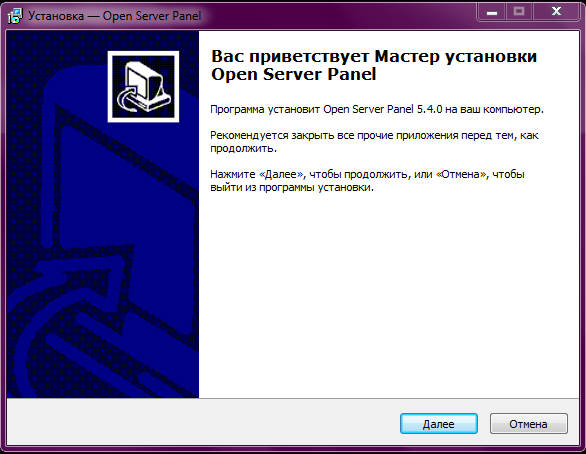 Установка — Open Server Panel
Вас приветствует Мастер установки
Open Server Panel
Программа установит Open Server Panel 5.4.0 на ваш компьютер.
Рекомендуется закрыть все прочие приложения перед тем, как
продолжить.
Нажмите «Далее», чтобы продолжить, или «Отмена», чтобы
выйти из программы установки.
Далее
Отмена